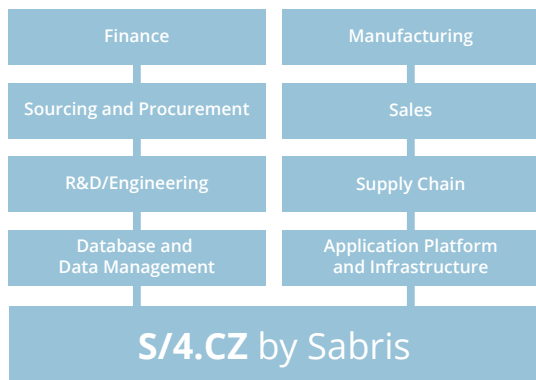 Finance
Manufacturing
Sourcing and Procurement
Sales
R&D/Engineering
Supply Chain
Database and
Data Management
Application Platform
and Infrastructure
S/4.CZ by Sabris